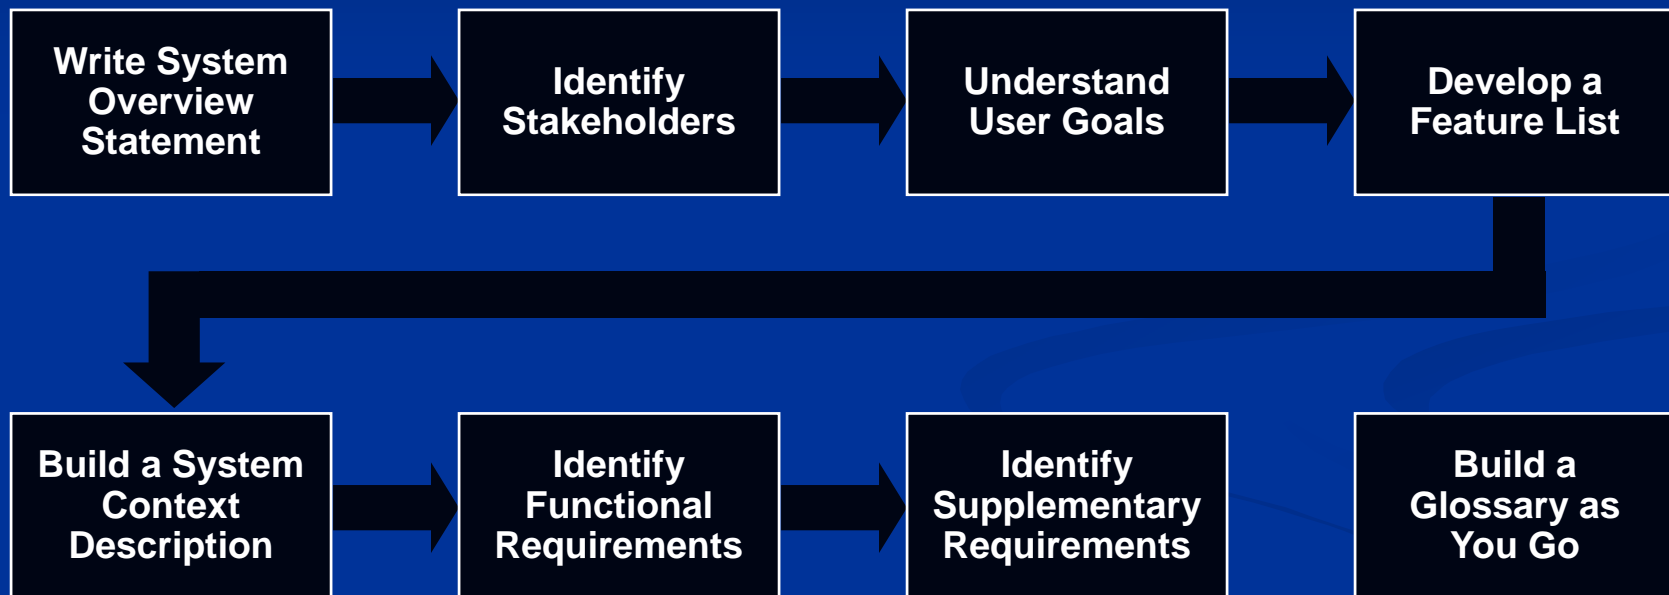 Write System
Overview
Statement
Identify
Stakeholders
Understand
User Goals
Develop a
Feature List
Build a System
Context
Description
Identify
Functional
Requirements
Identify
Supplementary
Requirements
Build a
Glossary as
You Go